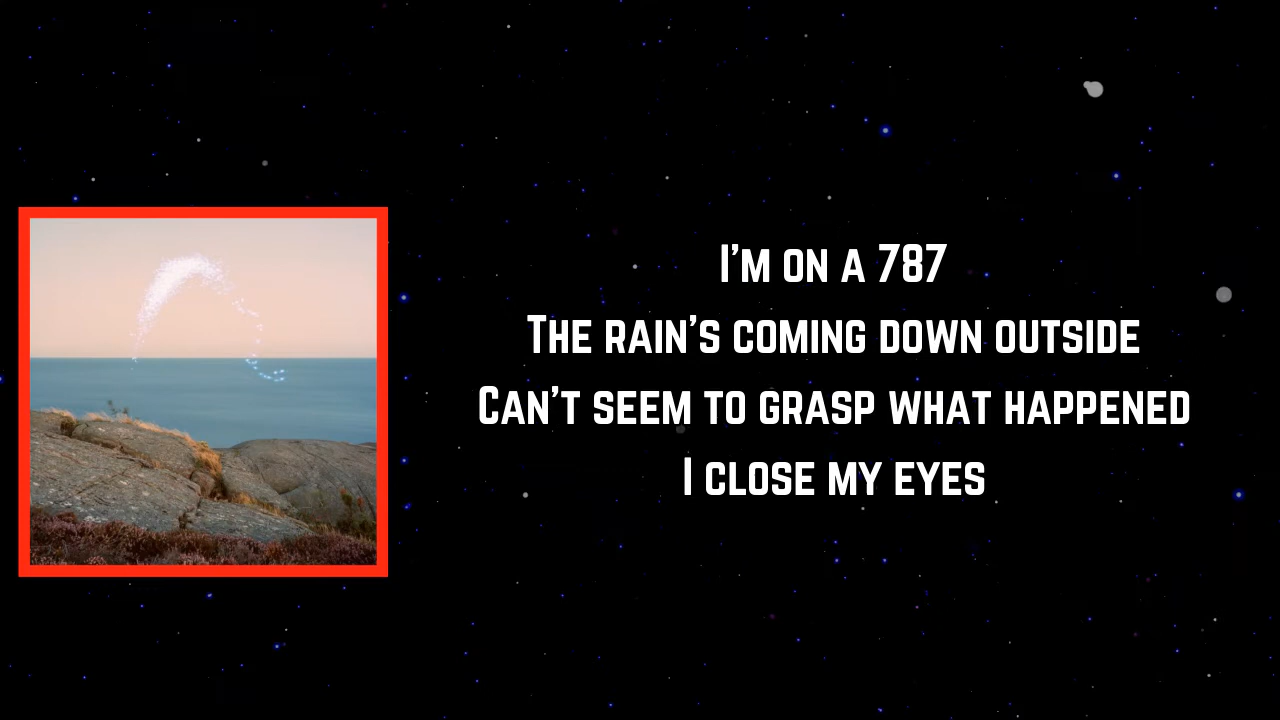 I’m on a 787
The rain’s coming down outside
Can’t seem to grasp what happened
I close my eyes